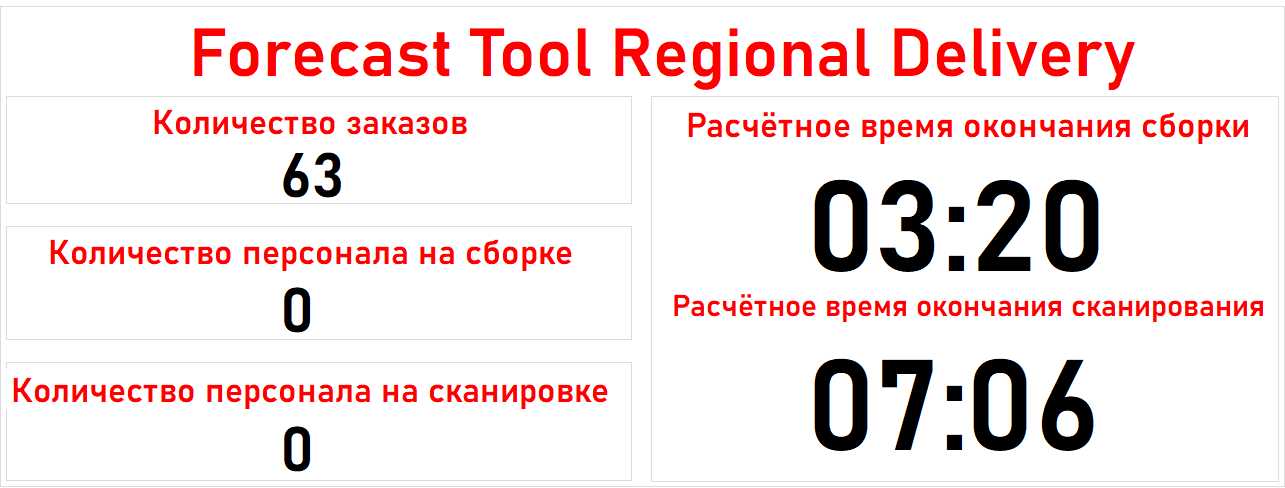 Forecast Tool Regional Delivery
Количество заказов
63
Количество персонала на сборке
0
Количество персонала на сканировке
0
Расчётное время окончания сборки
03:20
Расчётное время окончания сканирования
07:06